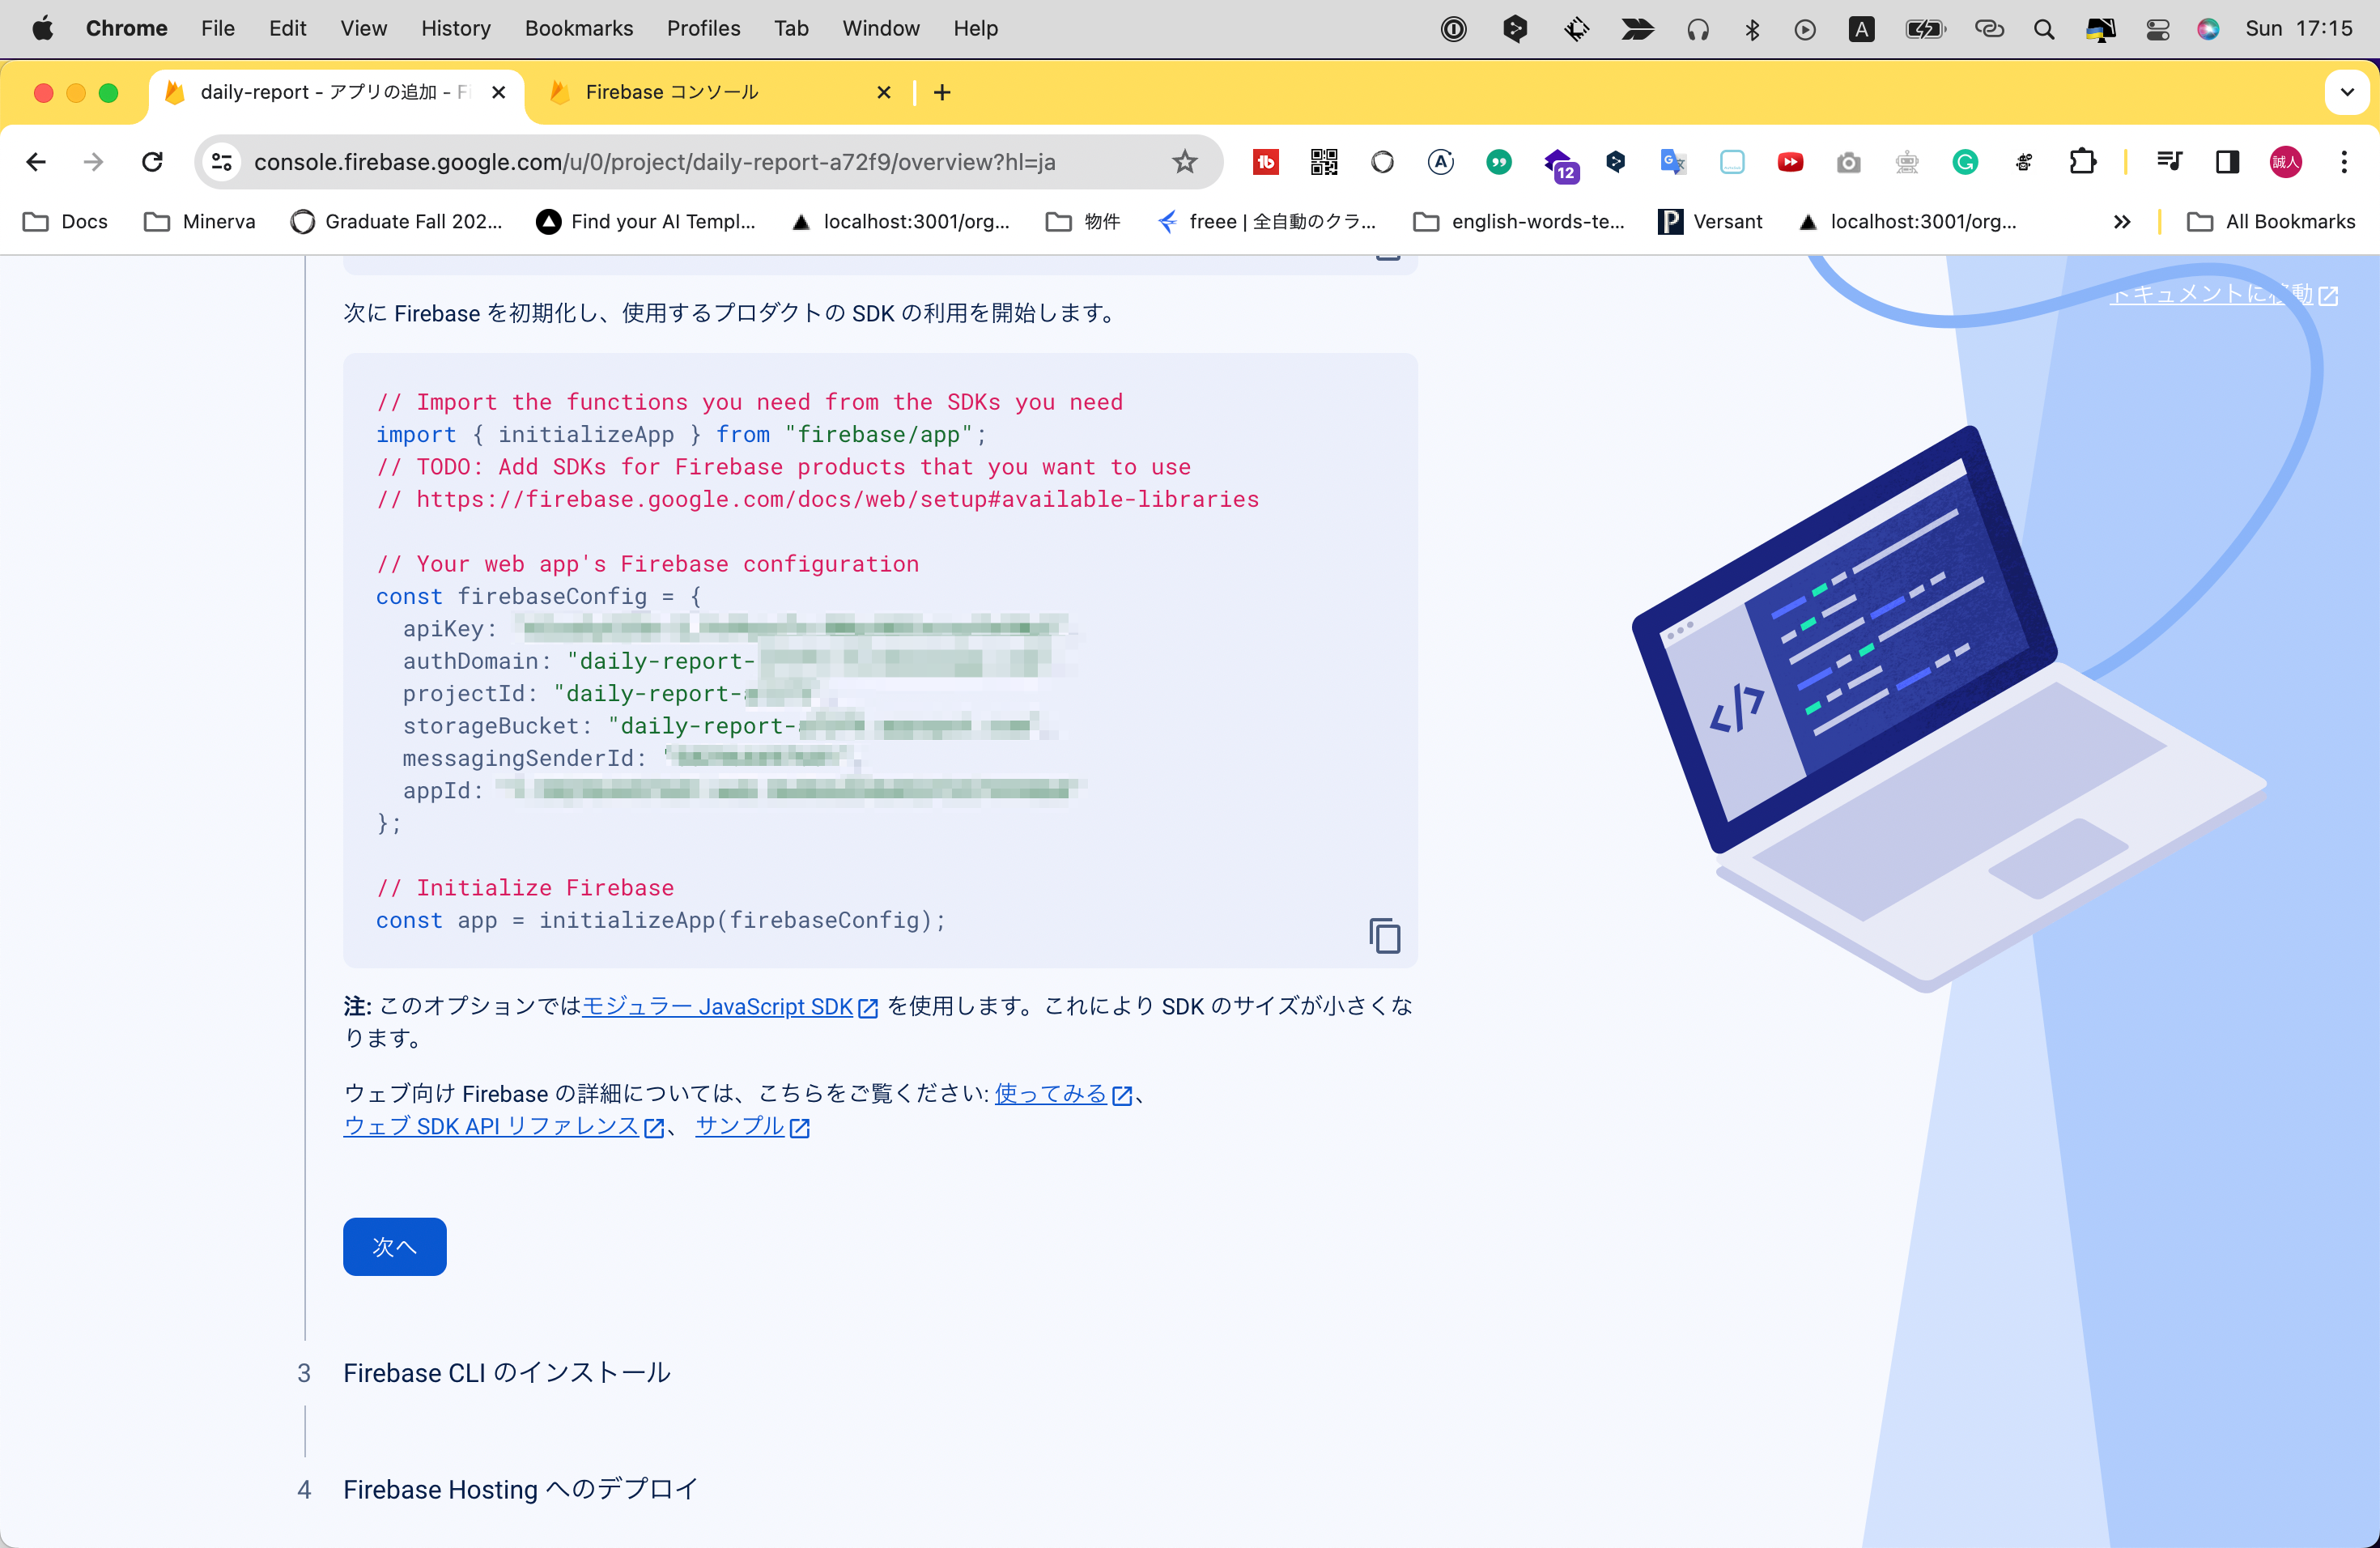 Chrome File Edit View History Bookmarks Profiles Tab Window Help A Sun 17:15
daily-report - アプリの追加 - Fi
Firebase コンソール
console.firebase.google.com/u/0/project/daily-report-a72f9/overview?hl=ja
12
誠人
Docs Minerva Graduate Fall 202... Find your AI Templ... localhost:3001/org... 物件 freee | 全自動のクラ... english-words-te... Versant localhost:3001/org... All Bookmarks
ドキュメントに移動
次に Firebase を初期化し、使用するプロダクトの SDK の利用を開始します。
// Import the functions you need from the SDKs you need
import { initializeApp } from "firebase/app";
// TODO: Add SDKs for Firebase products that you want to use
// https://firebase.google.com/docs/web/setup#available-libraries
// Your web app's Firebase configuration
const firebaseConfig = {
apiKey:
authDomain: "daily-report-
projectId: "daily-report-
storageBucket: "daily-report-
messagingSenderId: "
appId:
};
// Initialize Firebase
const app = initializeApp(firebaseConfig);
注: このオプションではモジュラー JavaScript SDK を使用します。これにより SDK のサイズが小さくな
ります。
ウェブ向け Firebase の詳細については、こちらをご覧ください: 使ってみる、
ウェブ SDK API リファレンス、 サンプル
次へ
3 Firebase CLI のインストール
4 Firebase Hosting へのデプロイ